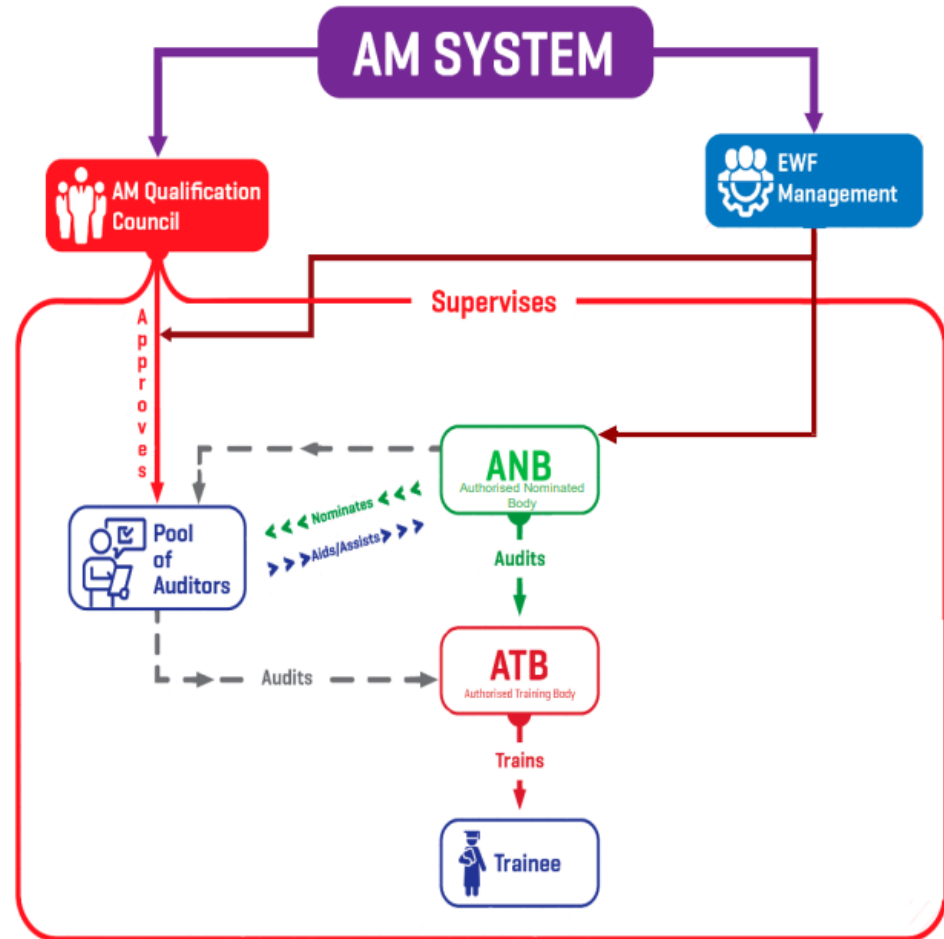 AM SYSTEM
AM Qualification
Council
EWF
Management
Supervises
Approves
ANB
Authorised Nominated
Body
Nominates
Aids/Assists
Pool
of
Auditors
Audits
ATB
Authorised Training Body
Audits
Trains
Trainee